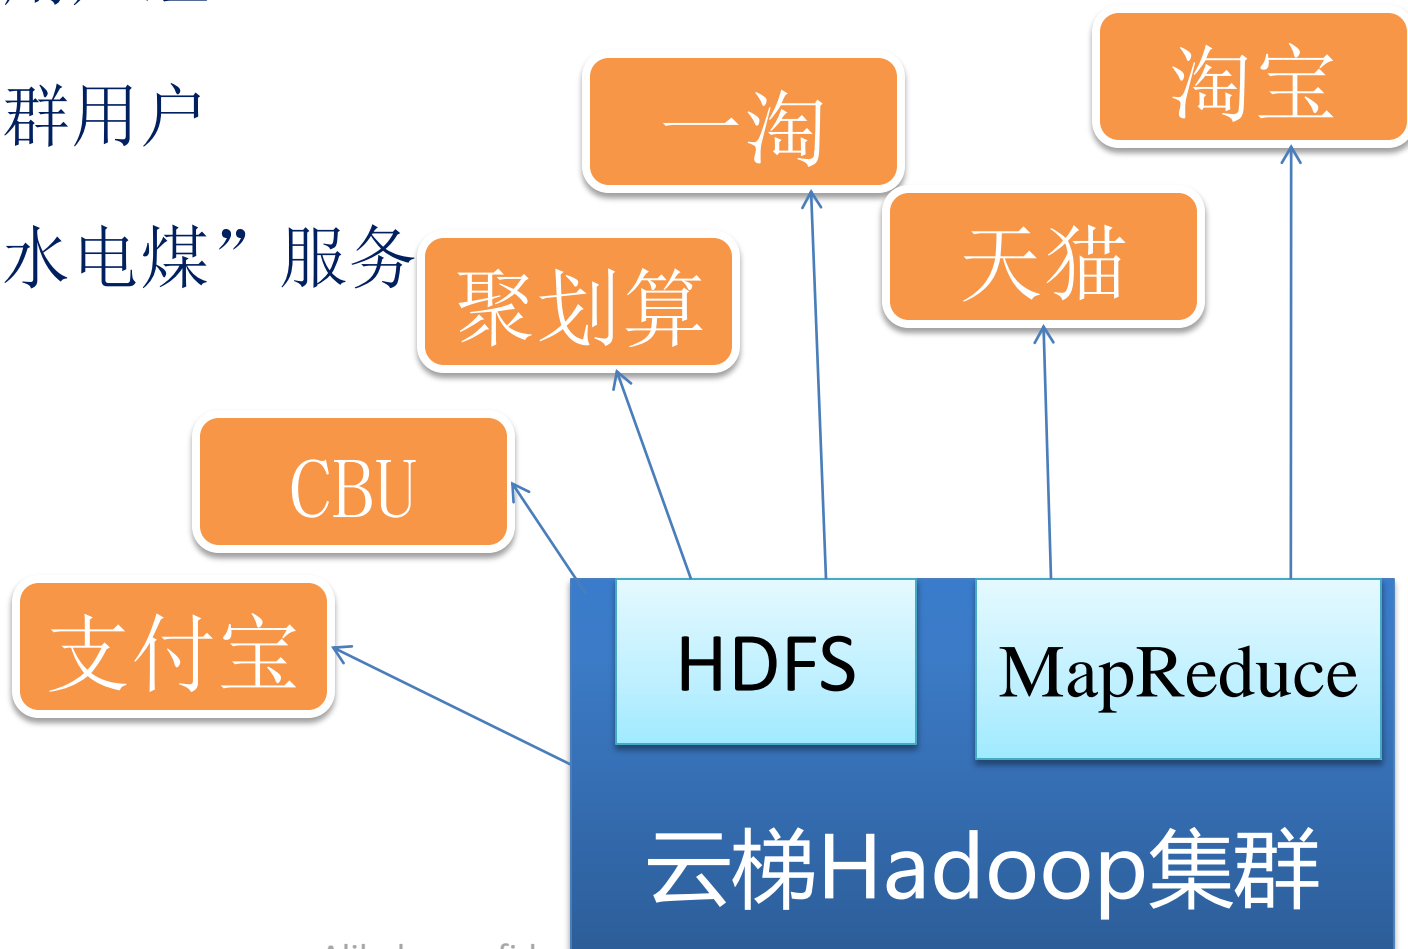 群用户
水电煤”服务
一淘
淘宝
聚划算
天猫
CBU
支付宝
HDFS
MapReduce
云梯Hadoop集群